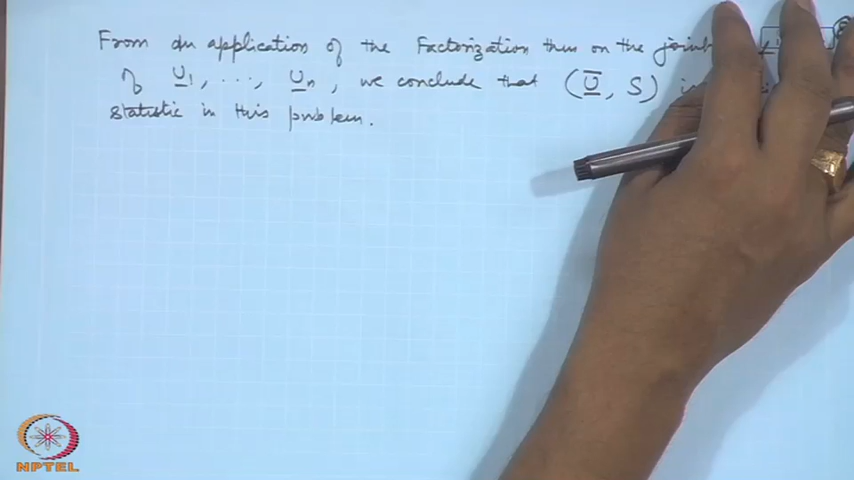 From an application of the Factorization thm on the joint
of U1, ..., Un, we conclude that (Ū, S) is
statistic in this problem.
NPTEL